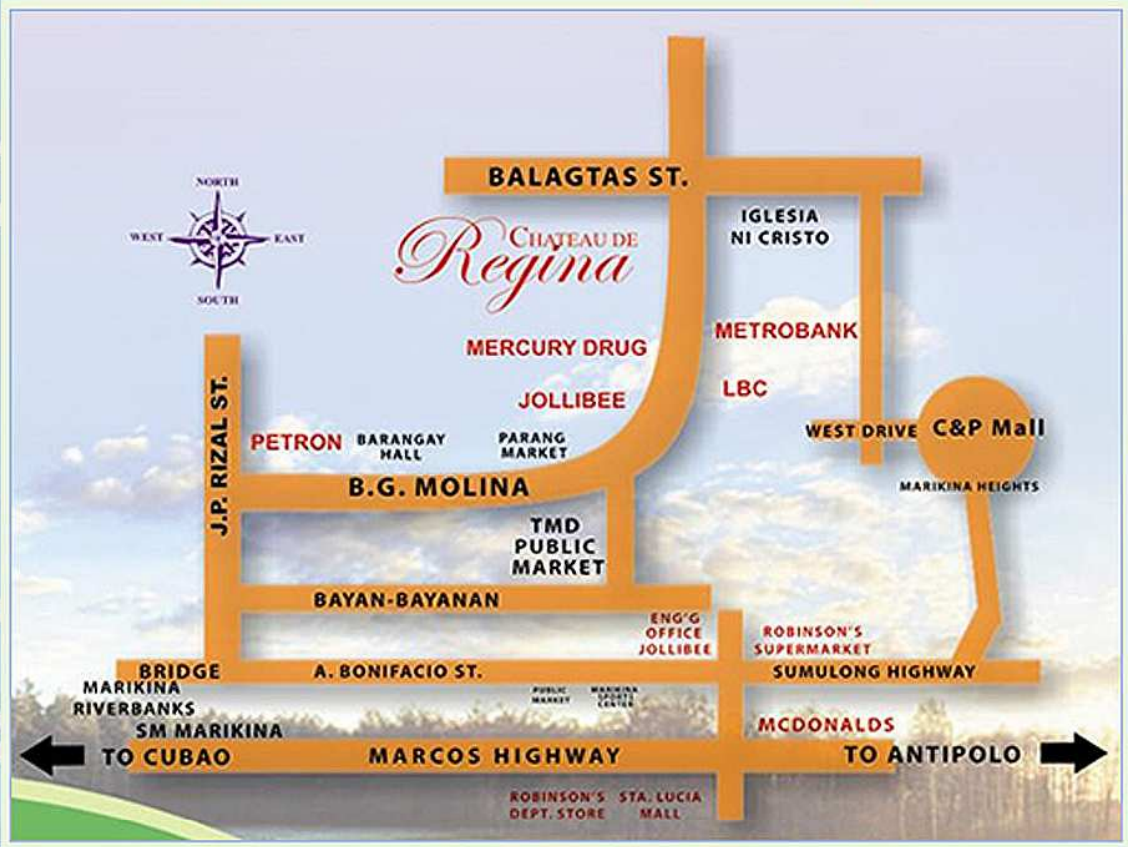 BALAGTAS ST.
NORTH
WEST
EAST
SOUTH
CHATEAU DE
Regina
IGLESIA
NI CRISTO
MERCURY DRUG
METROBANK
JOLLIBEE
LBC
J.P. RIZAL ST.
PETRON
BARANGAY
HALL
PARANG
MARKET
WEST DRIVE
C&P Mall
B.G. MOLINA
MARIKINA HEIGHTS
TMD
PUBLIC
MARKET
BAYAN-BAYANAN
ENG'G
OFFICE
JOLLIBEE
ROBINSON'S
SUPERMARKET
BRIDGE
A. BONIFACIO ST.
SUMULONG HIGHWAY
MARIKINA
RIVERBANKS
PUBLIC
MARKET
MARIKINA
SPORTS
CENTER
SM MARIKINA
MCDONALDS
TO CUBAO
MARCOS HIGHWAY
TO ANTIPOLO
ROBINSON'S
DEPT. STORE
STA. LUCIA
MALL